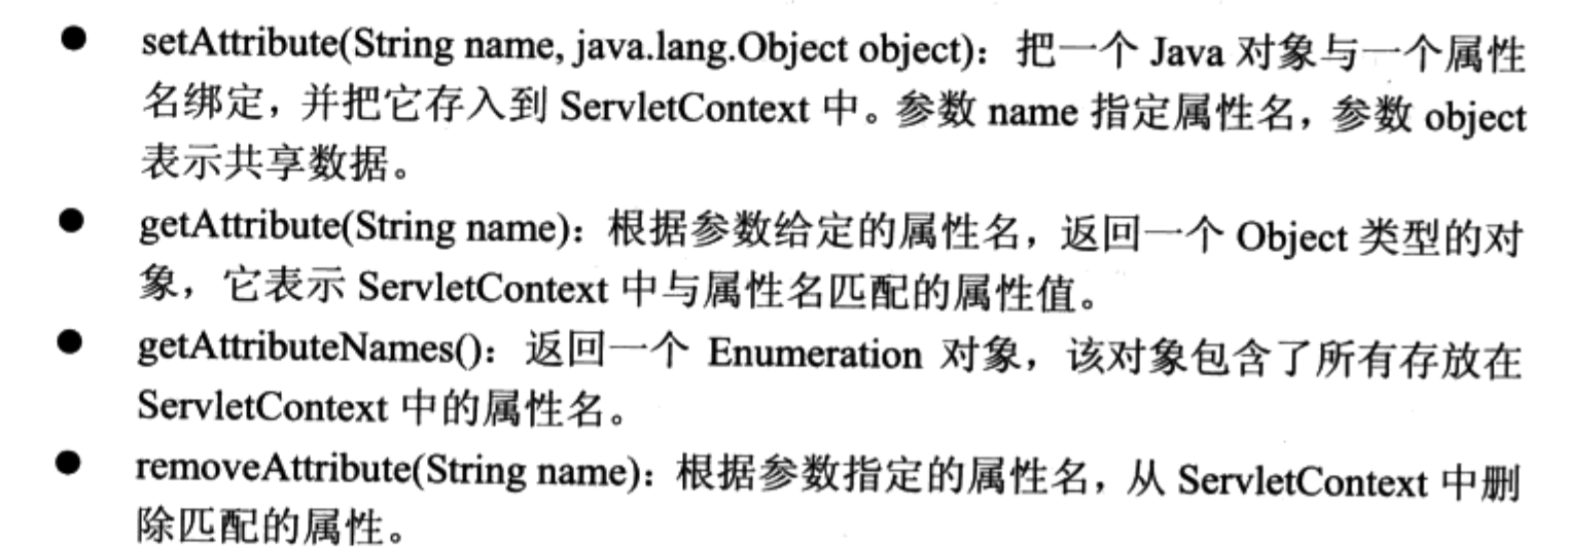 ● setAttribute(String name, java.lang.Object object)：把一个 Java 对象与一个属性
名绑定，并把它存入到 ServletContext 中。参数 name 指定属性名，参数 object
表示共享数据。
● getAttribute(String name)：根据参数给定的属性名，返回一个 Object 类型的对
象，它表示 ServletContext 中与属性名匹配的属性值。
● getAttributeNames()：返回一个 Enumeration 对象，该对象包含了所有存放在
ServletContext 中的属性名。
● removeAttribute(String name)：根据参数指定的属性名，从 ServletContext 中删
除匹配的属性。